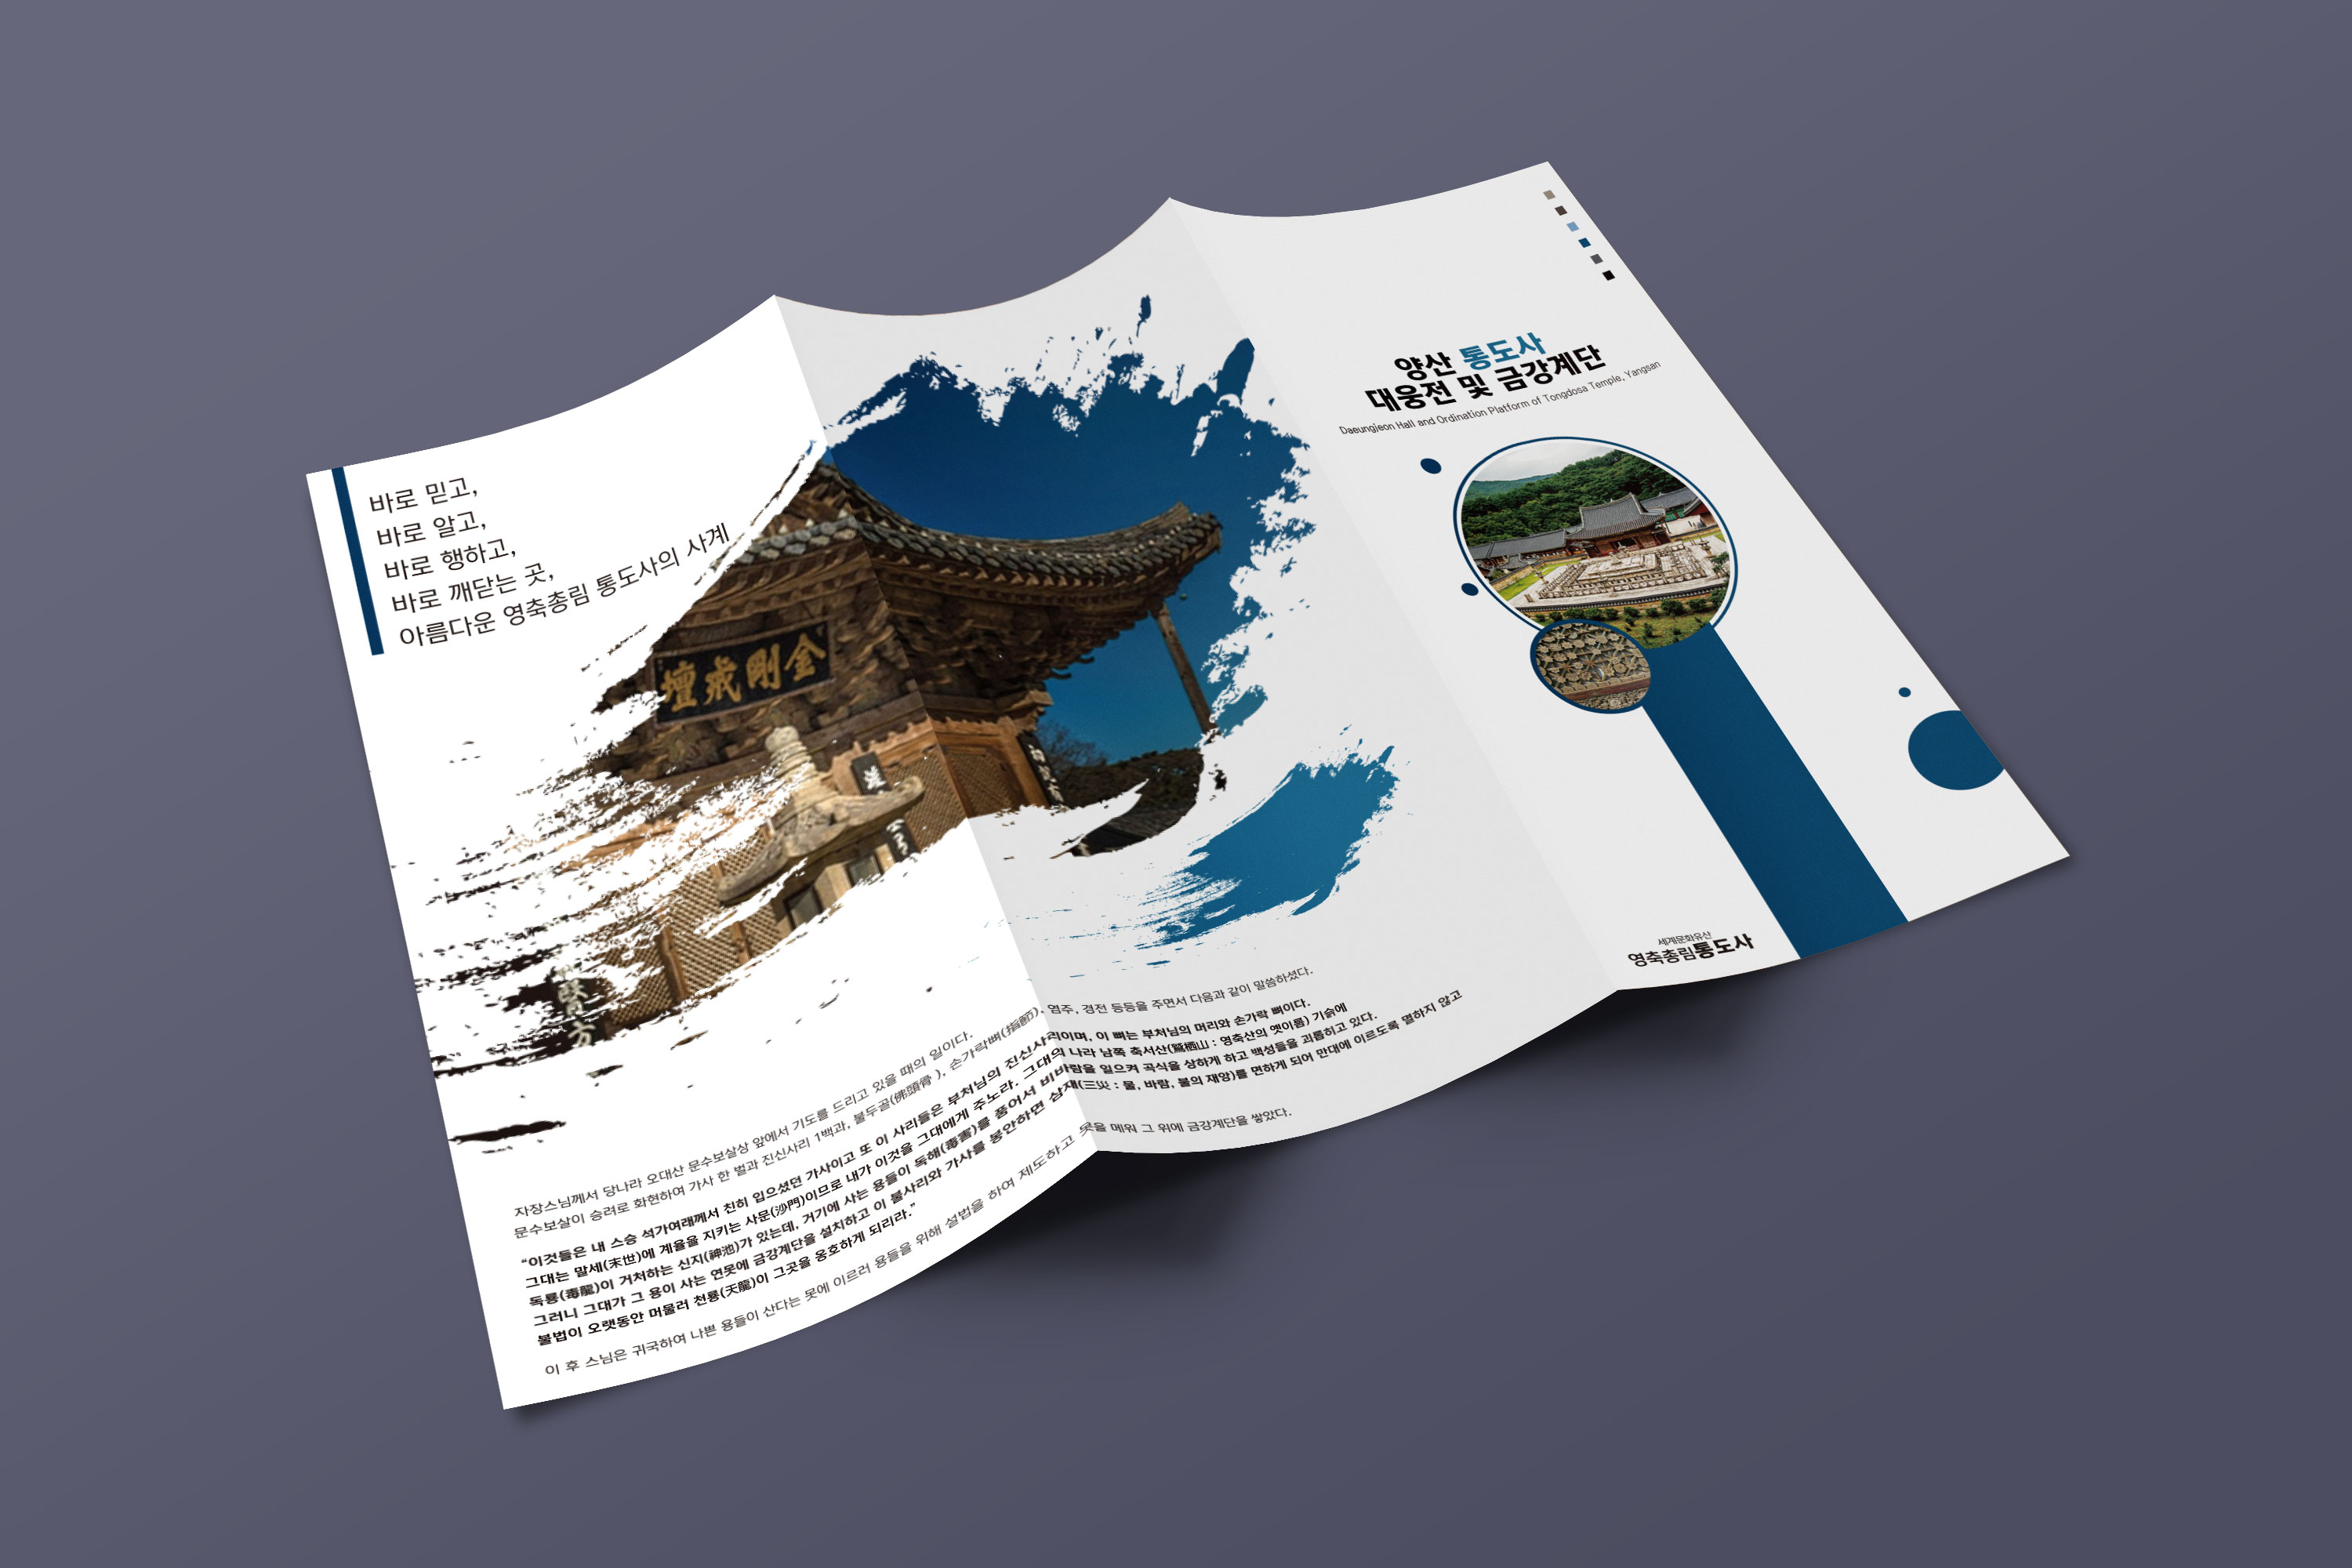 바로 믿고,
바로 알고,
바로 행하고,
바로 깨닫는 곳,
아름다운 영축총림 통도사의 사계
壇戒剛金
자장스님께서 당나라 오대산 문수보살상 앞에서 기도를 드리고 있을 때의 일이다.
문수보살이 승려로 화현하여 가사 한 벌과 진신사리 1백과, 불두골(佛頭骨), 손가락뼈(指節), 염주, 경전 등등을 주면서 다음과 같이 말씀하셨다.
“이것들은 내 스승 석가여래께서 친히 입으셨던 가사이고 또 이 사리들은 부처님의 진신사리이며, 이 뼈는 부처님의 머리와 손가락 뼈이다.
그대는 말세(末世)에 계율을 지키는 사문(沙門)이므로 내가 이것을 그대에게 주노라. 그대의 나라 남쪽 축서산(鷲栖山 : 영축산의 옛이름) 기슭에
독룡(毒龍)이 거처하는 신지(神池)가 있는데, 거기에 사는 용들이 독해(毒害)를 품어서 비바람을 일으켜 곡식을 상하게 하고 백성들을 괴롭히고 있다.
그러니 그대가 그 용이 사는 연못에 금강계단을 설치하고 이 불사리와 가사를 봉안하면 삼재(三災 : 물, 바람, 불의 재앙)를 면하게 되어 만대에 이르도록 멸하지 않고
불법이 오랫동안 머물러 천룡(天龍)이 그곳을 옹호하게 되리라.”
이 후 스님은 귀국하여 나쁜 용들이 산다는 못에 이르러 용들을 위해 설법을 하여 제도하고 못을 메워 그 위에 금강계단을 쌓았다.
양산 통도사
대웅전 및 금강계단
Daeungjeon Hall and Ordination Platform of Tongdosa Temple, Yangsan
세계문화유산
영축총림통도사